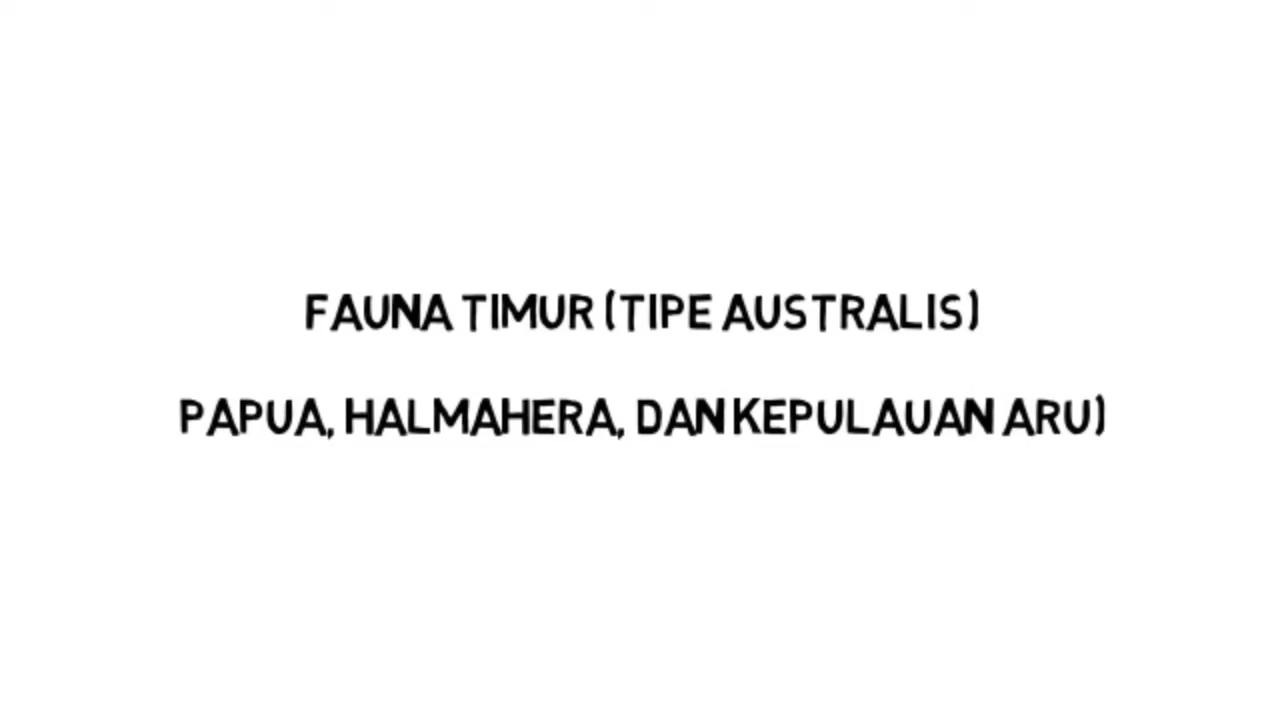 FAUNA TIMUR (TIPE AUSTRALIS)
PAPUA, HALMAHERA, DAN KEPULAUAN ARU)